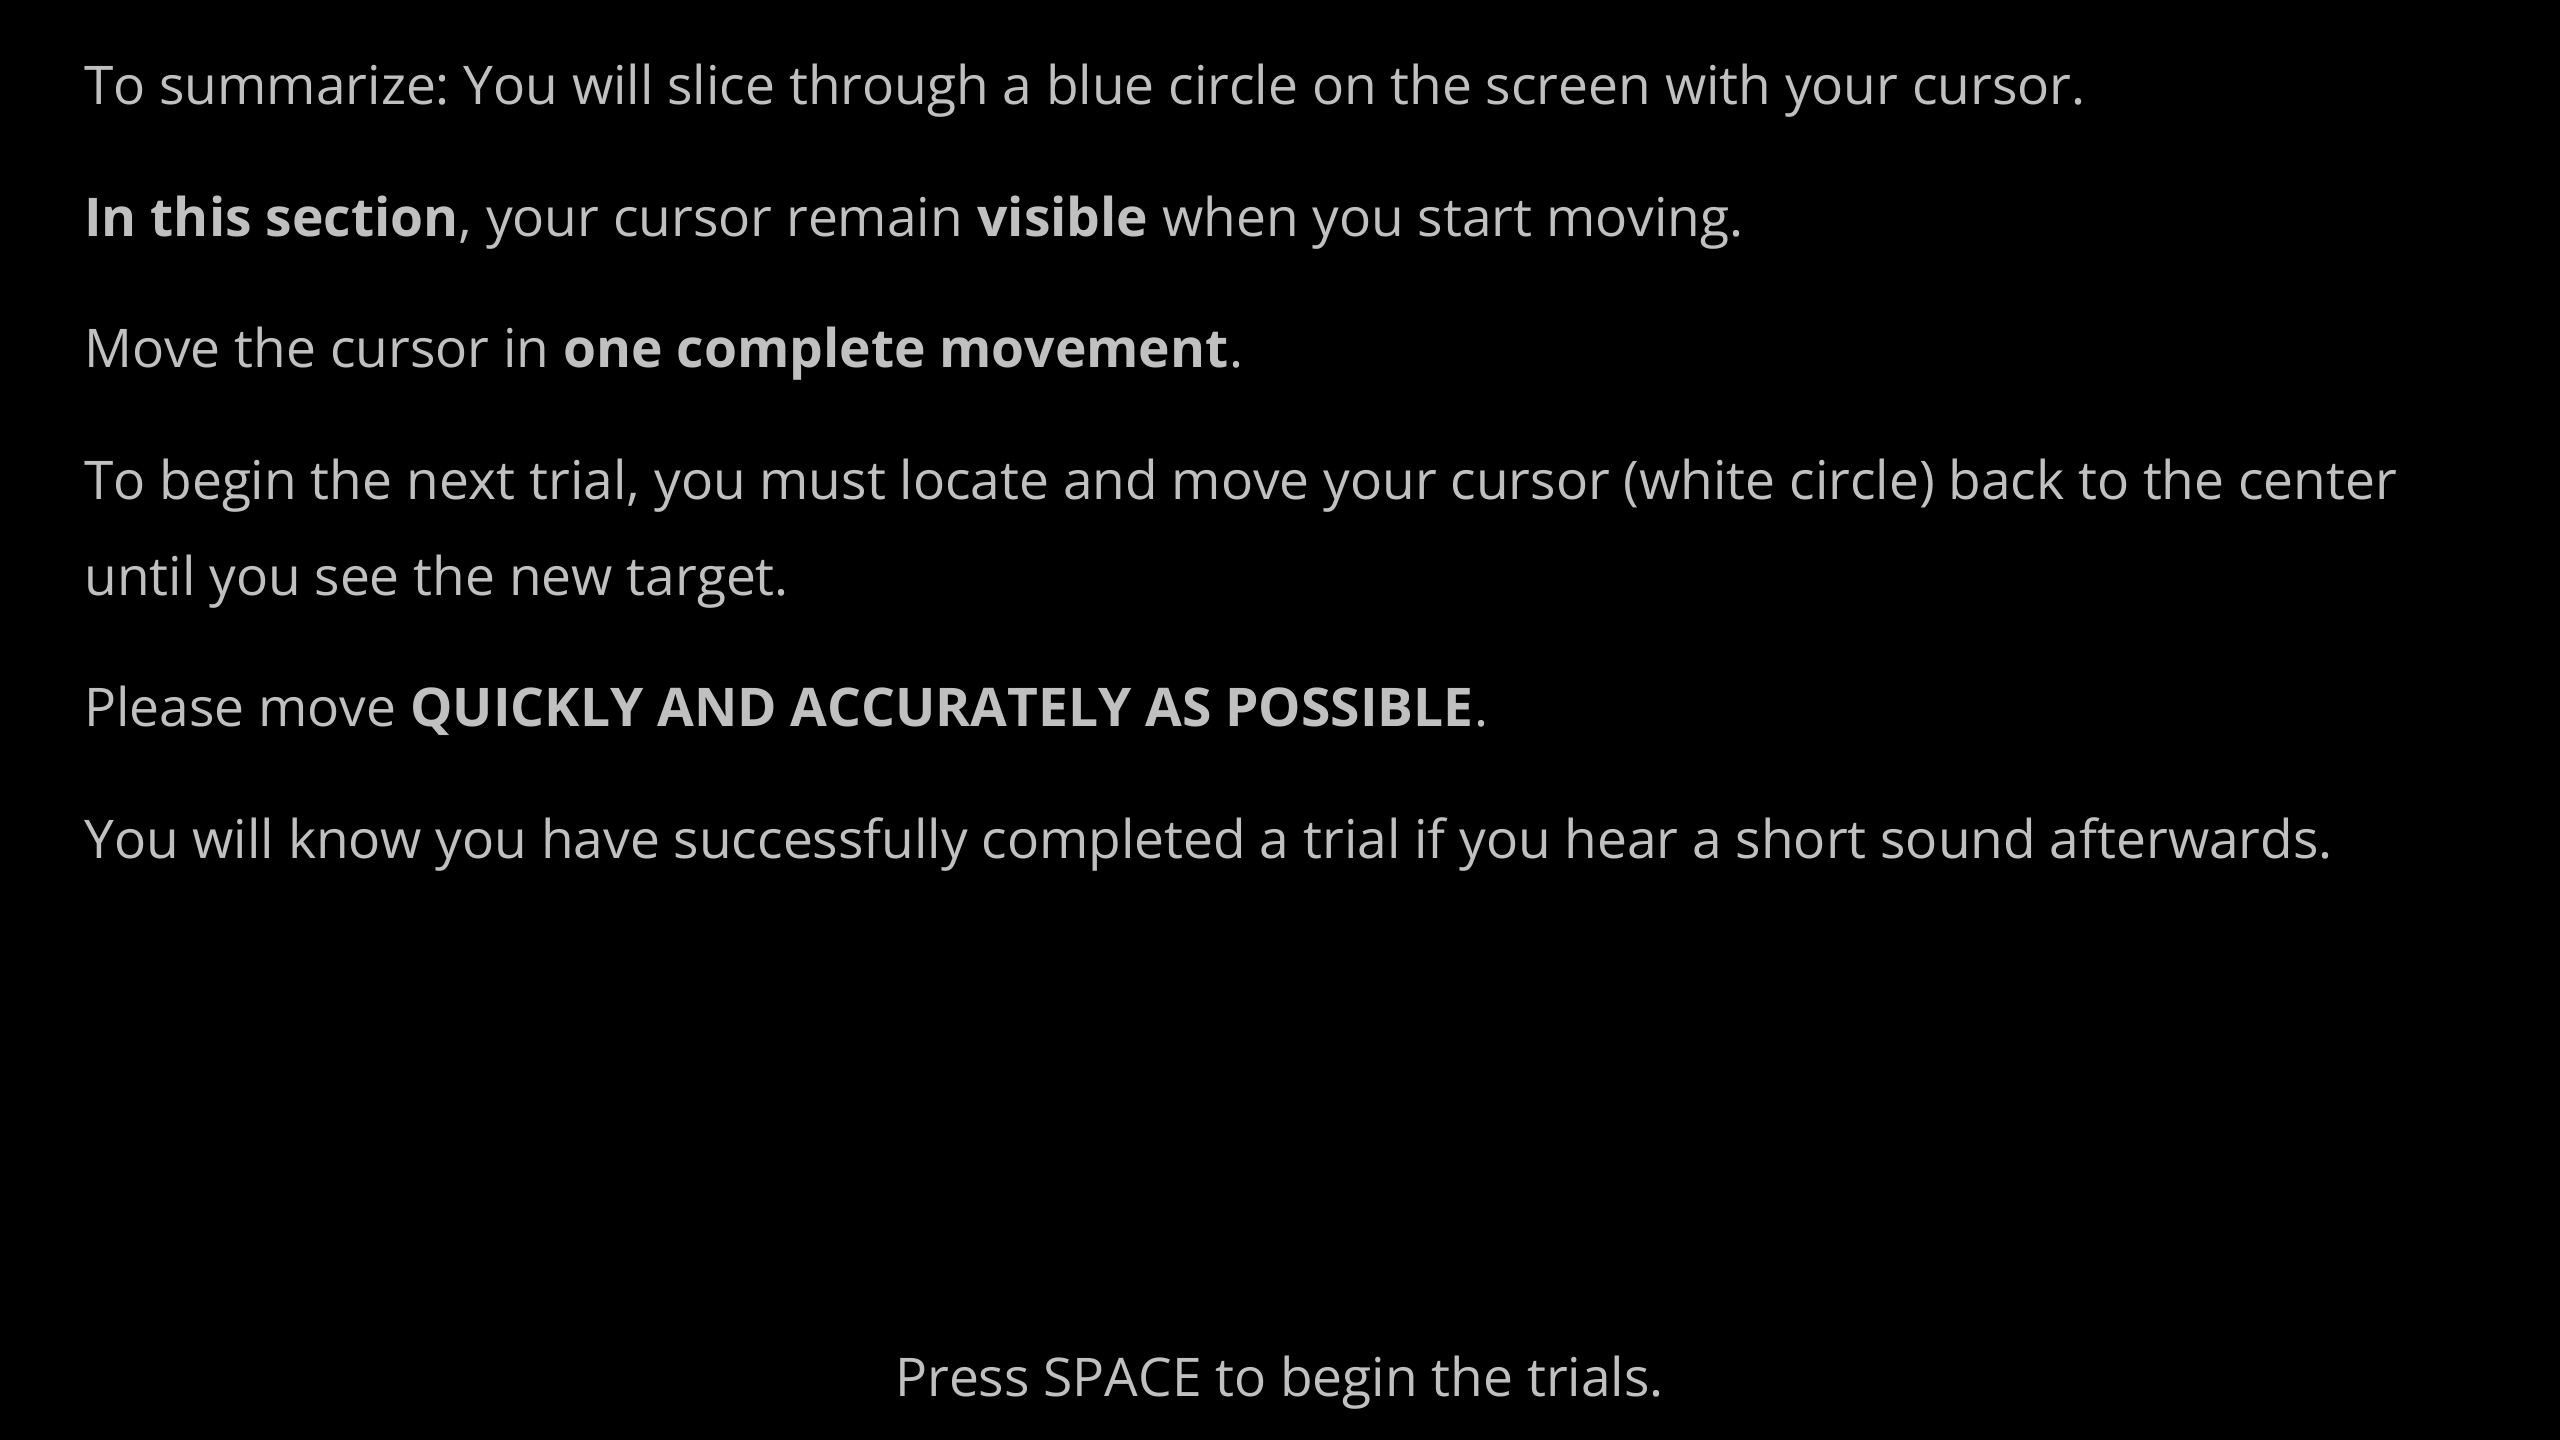 To summarize: You will slice through a blue circle on the screen with your cursor.
In this section, your cursor remain visible when you start moving.
Move the cursor in one complete movement.
To begin the next trial, you must locate and move your cursor (white circle) back to the center
until you see the new target.
Please move QUICKLY AND ACCURATELY AS POSSIBLE.
You will know you have successfully completed a trial if you hear a short sound afterwards.
Press SPACE to begin the trials.